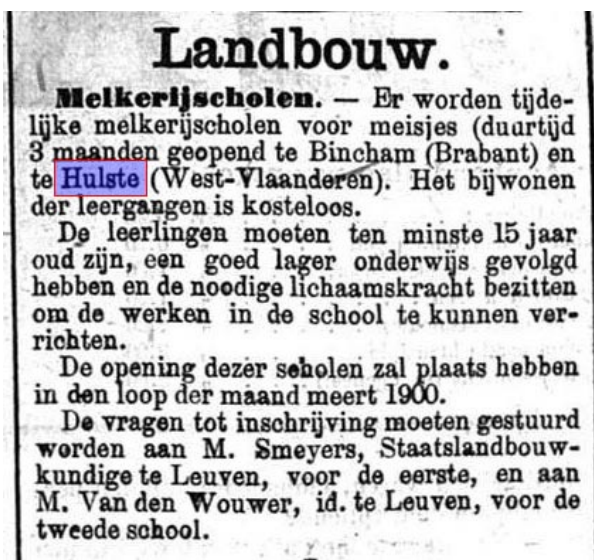 Landbouw.
Melkerijscholen. — Er worden tijde-
lijke melkerijscholen voor meisjes (duurtijd
3 maanden geopend te Bincham (Brabant) en
te Hulste (West-Vlaanderen). Het bijwonen
der leergangen is kosteloos.
De leerlingen moeten ten minste 15 jaar
oud zijn, een goed lager onderwijs gevolgd
hebben en de noodige lichaamskracht bezitten
om de werken in de school te kunnen ver-
richten.
De opening dezer scholen zal plaats hebben
in den loop der maand meert 1900.
De vragen tot inschrijving moeten gestuurd
worden aan M. Smeyers, Staatslandbouw-
kundige te Leuven, voor de eerste, en aan
M. Van den Wouwer, id. te Leuven, voor de
tweede school.